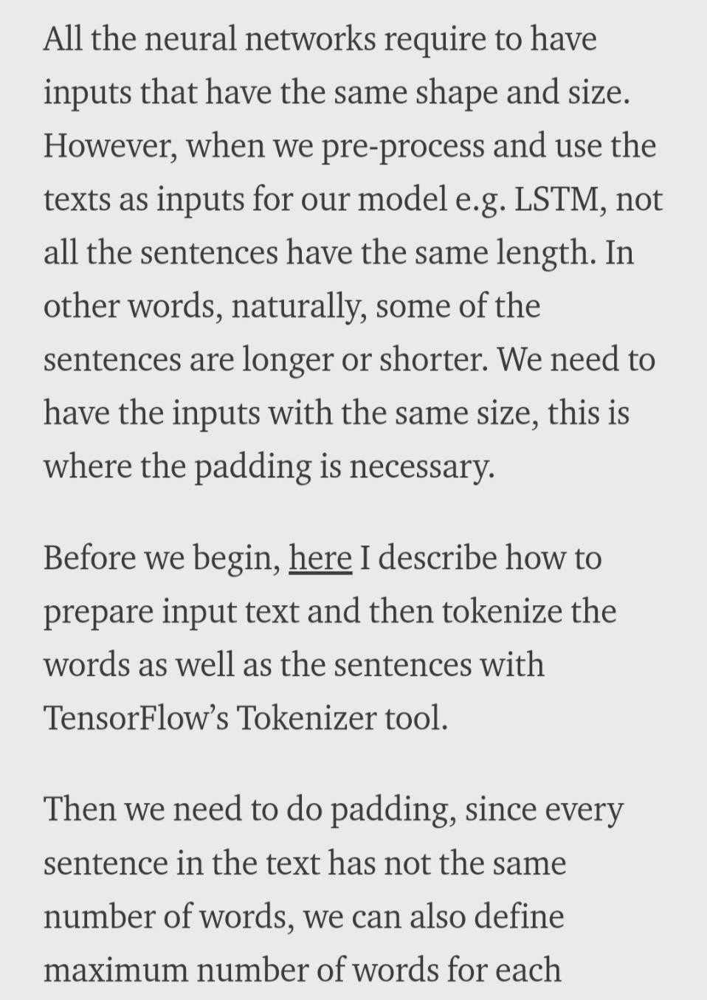 All the neural networks require to have
inputs that have the same shape and size.
However, when we pre-process and use the
texts as inputs for our model e.g. LSTM, not
all the sentences have the same length. In
other words, naturally, some of the
sentences are longer or shorter. We need to
have the inputs with the same size, this is
where the padding is necessary.
Before we begin, here I describe how to
prepare input text and then tokenize the
words as well as the sentences with
TensorFlow’s Tokenizer tool.
Then we need to do padding, since every
sentence in the text has not the same
number of words, we can also define
maximum number of words for each